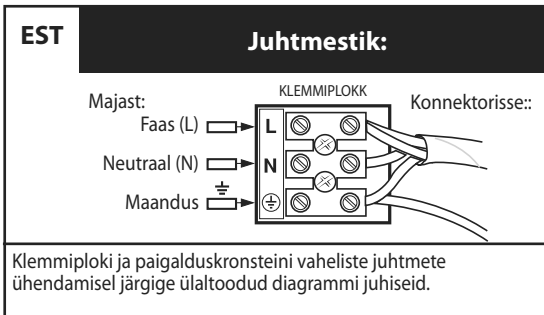 EST
Juhtmestik:
KLEMMIPLOKK
Majast:
Konnektorisse::
Faas (L)
L
Neutraal (N)
N
Maandus
Klemmiploki ja paigalduskronsteini vaheliste juhtmete
ühendamisel järgige ülaltoodud diagrammi juhiseid.